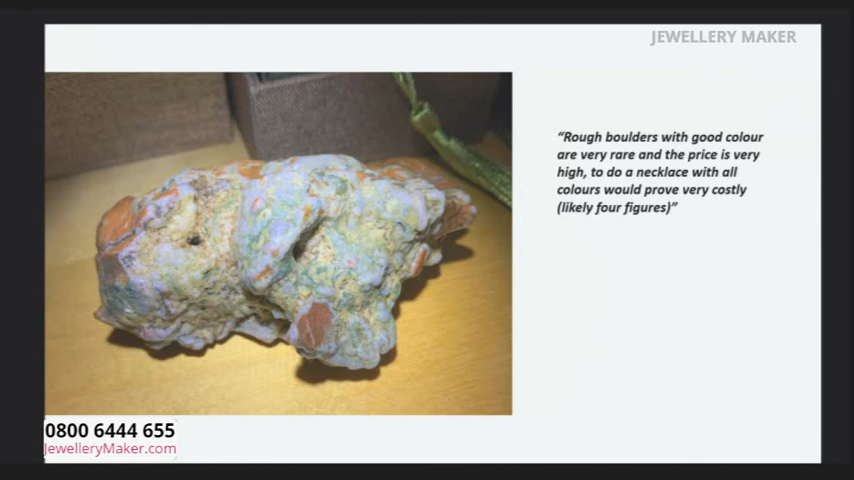 JEWELLERY MAKER
“Rough boulders with good colour
are very rare and the price is very
high, to do a necklace with all
colours would prove very costly
(likely four figures)”
0800 6444 655
JewelleryMaker.com